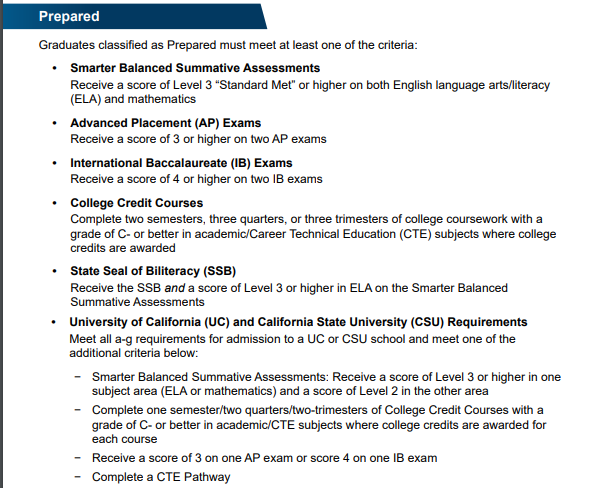 Prepared
Graduates classified as Prepared must meet at least one of the criteria:
• Smarter Balanced Summative Assessments
Receive a score of Level 3 “Standard Met” or higher on both English language arts/literacy
(ELA) and mathematics
• Advanced Placement (AP) Exams
Receive a score of 3 or higher on two AP exams
• International Baccalaureate (IB) Exams
Receive a score of 4 or higher on two IB exams
• College Credit Courses
Complete two semesters, three quarters, or three trimesters of college coursework with a
grade of C- or better in academic/Career Technical Education (CTE) subjects where college
credits are awarded
• State Seal of Biliteracy (SSB)
Receive the SSB and a score of Level 3 or higher in ELA on the Smarter Balanced
Summative Assessments
• University of California (UC) and California State University (CSU) Requirements
Meet all a-g requirements for admission to a UC or CSU school and meet one of the
additional criteria below:
− Smarter Balanced Summative Assessments: Receive a score of Level 3 or higher in one
subject area (ELA or mathematics) and a score of Level 2 in the other area
− Complete one semester/two quarters/two-trimesters of College Credit Courses with a
grade of C- or better in academic/CTE subjects where college credits are awarded for
each course
− Receive a score of 3 on one AP exam or score 4 on one IB exam
− Complete a CTE Pathway